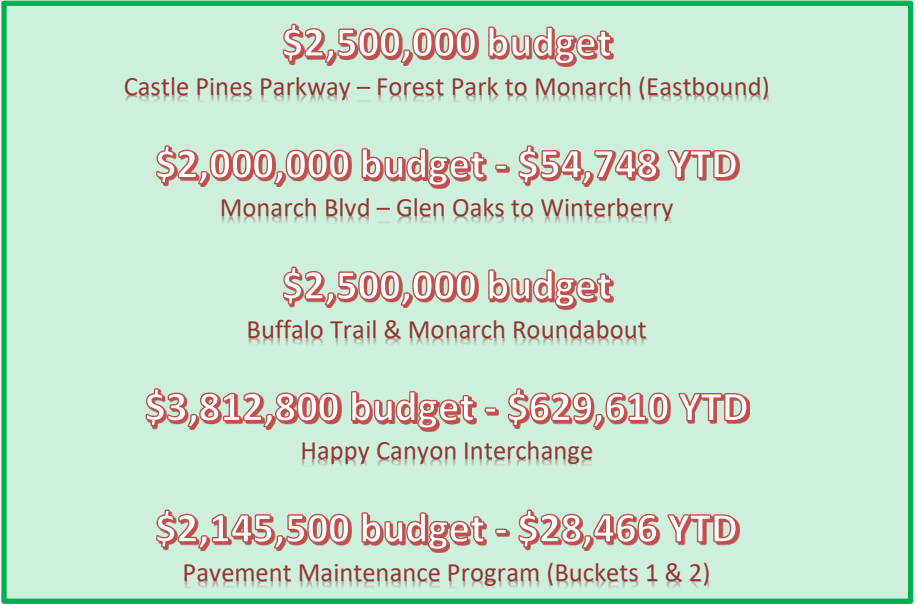 $2,500,000 budget
Castle Pines Parkway – Forest Park to Monarch (Eastbound)
$2,000,000 budget - $54,748 YTD
Monarch Blvd – Glen Oaks to Winterberry
$2,500,000 budget
Buffalo Trail & Monarch Roundabout
$3,812,800 budget - $629,610 YTD
Happy Canyon Interchange
$2,145,500 budget - $28,466 YTD
Pavement Maintenance Program (Buckets 1 & 2)